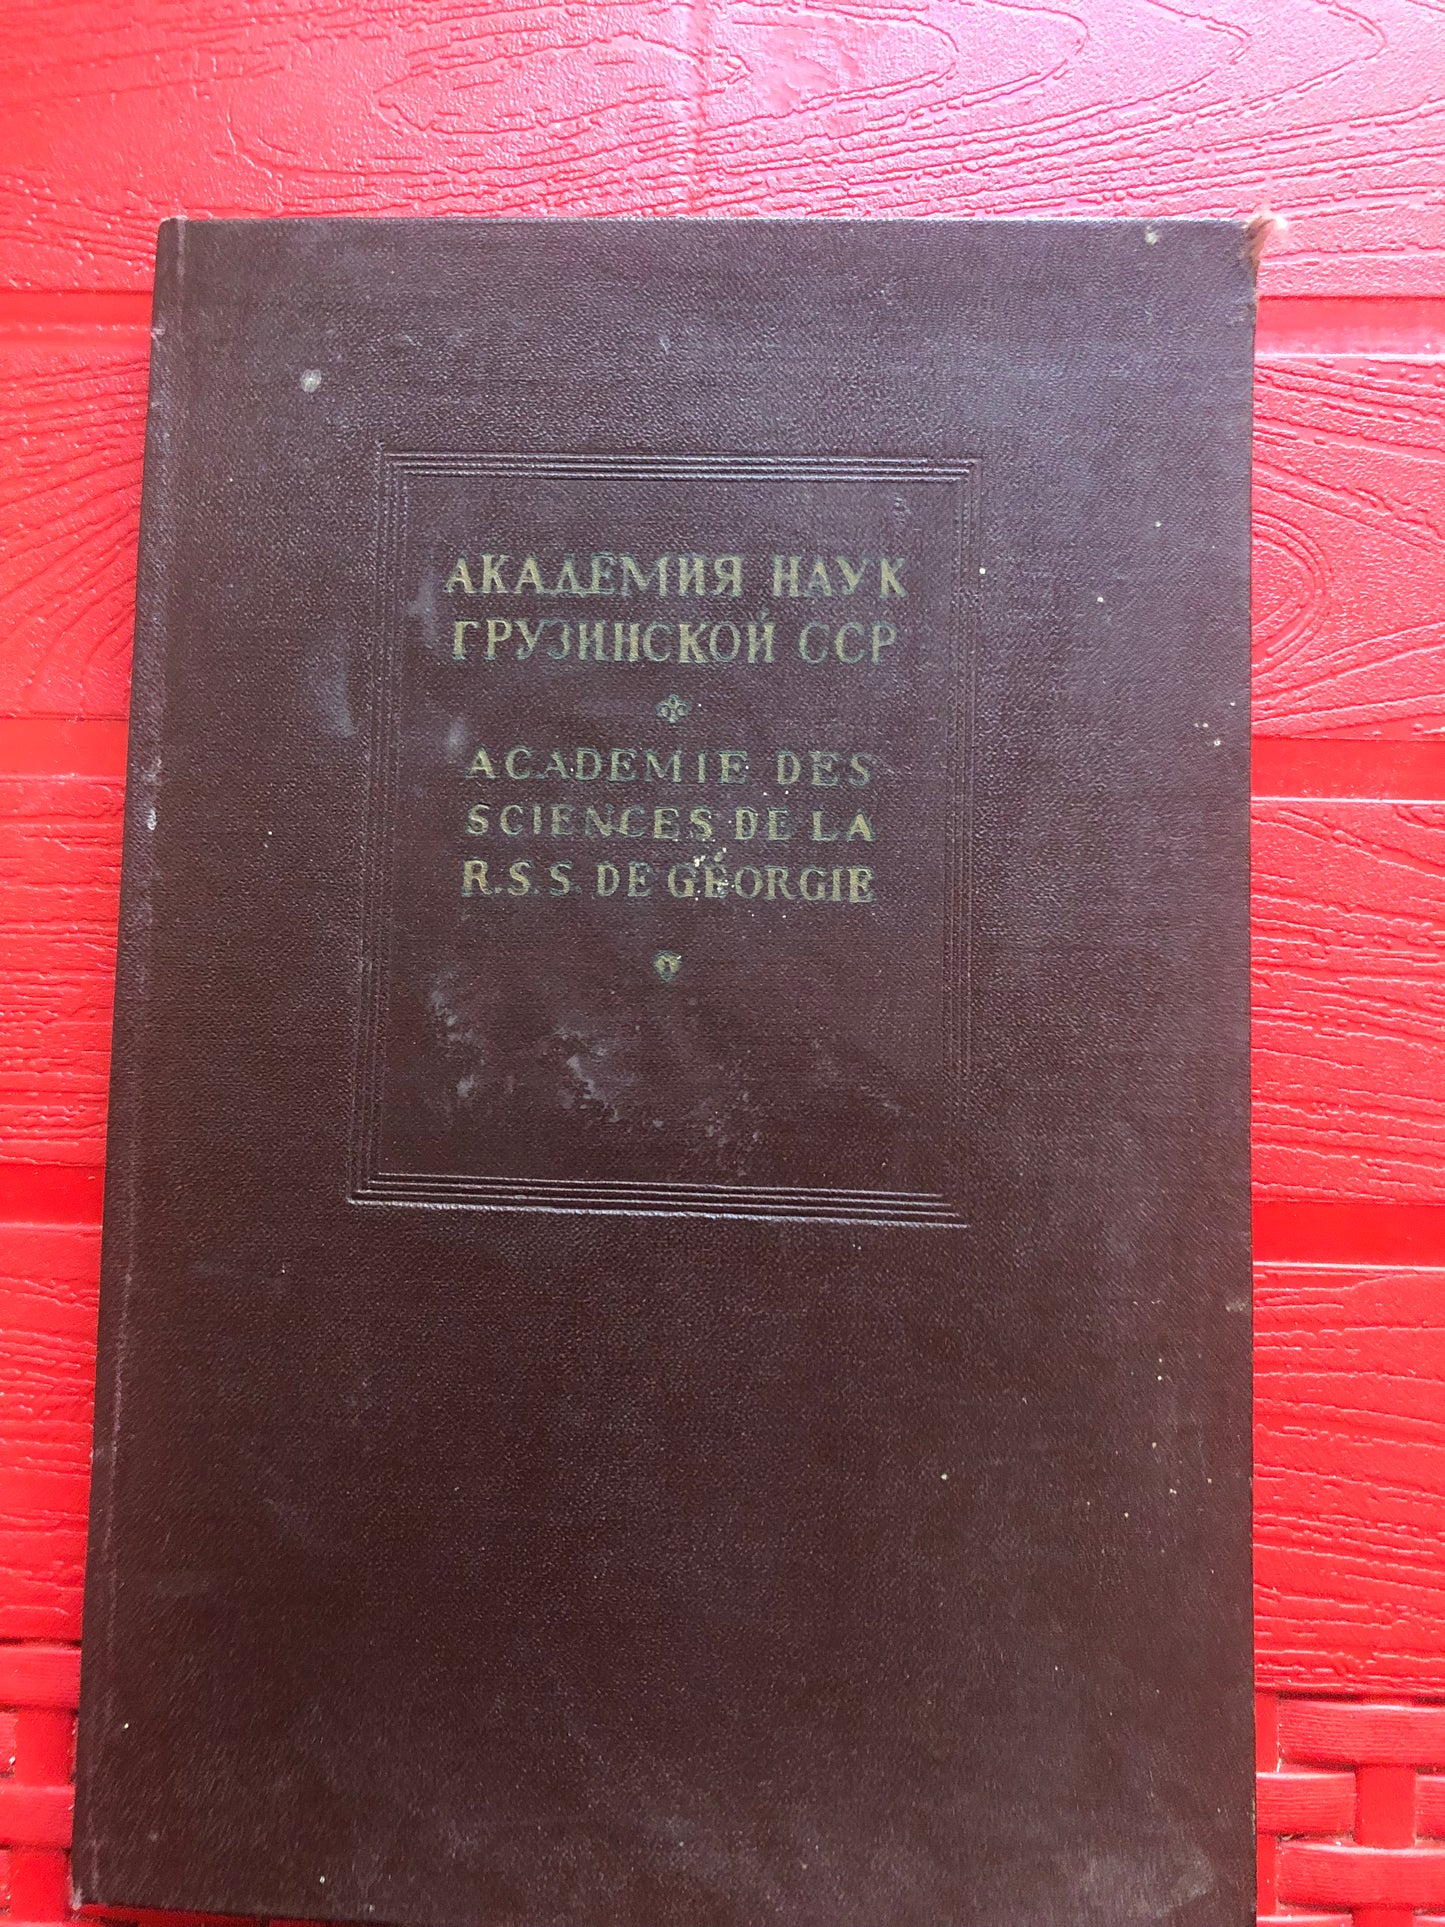 АКАДЕМИЯ НАУК
ГРУЗИНСКОЙ ССР
ACADEMIE DES
SCIENCES DE LA
R.S.S. DE GÉORGIE